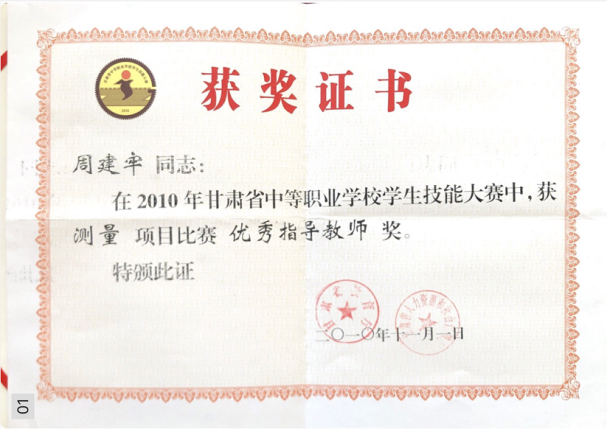 获奖证书
周建牢 同志：
在2010年甘肃省中等职业学校学生技能大赛中，获
测量 项目比赛 优秀指导教师 奖。
特颁此证
二〇一〇年十一月一日
01